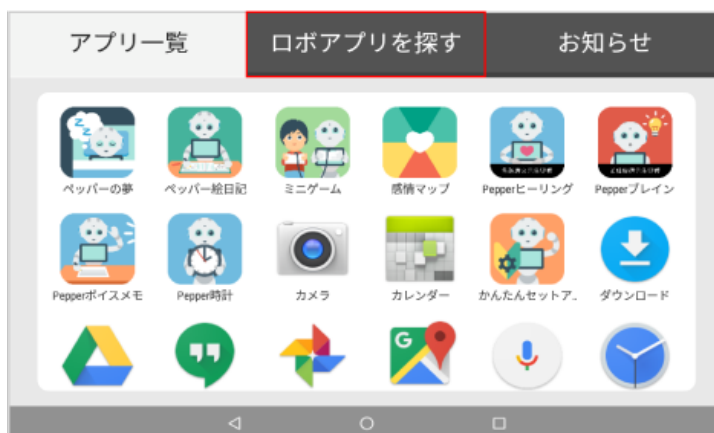 アプリ一覧
ロボアプリを探す
お知らせ
ペッパーの夢
ペッパー絵日記
ミニゲーム
感情マップ
Pepperヒーリング
Pepperブレイン
Pepperボイスメモ
Pepper時計
カメラ
カレンダー
かんたんセットア..
ダウンロード
G